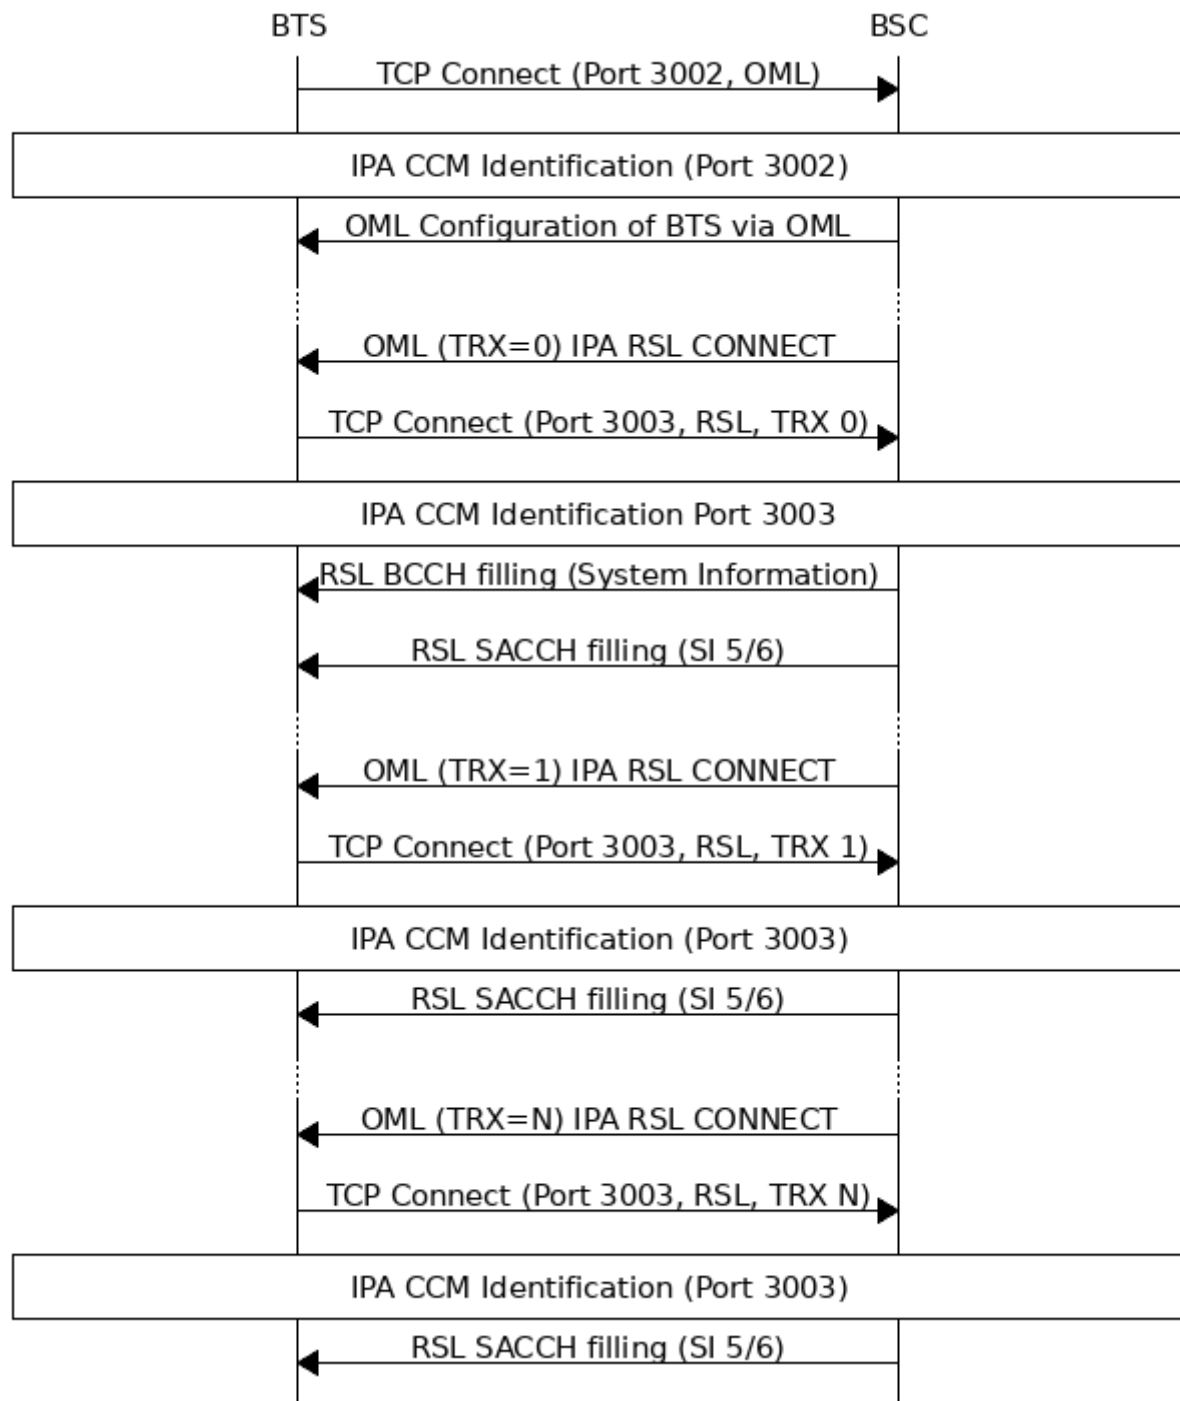 BTS BSC
TCP Connect (Port 3002, OML)
IPA CCM Identification (Port 3002)
OML Configuration of BTS via OML
OML (TRX=0) IPA RSL CONNECT
TCP Connect (Port 3003, RSL, TRX 0)
IPA CCM Identification Port 3003
RSL BCCH filling (System Information)
RSL SACCH filling (SI 5/6)
OML (TRX=1) IPA RSL CONNECT
TCP Connect (Port 3003, RSL, TRX 1)
IPA CCM Identification (Port 3003)
RSL SACCH filling (SI 5/6)
OML (TRX=N) IPA RSL CONNECT
TCP Connect (Port 3003, RSL, TRX N)
IPA CCM Identification (Port 3003)
RSL SACCH filling (SI 5/6)